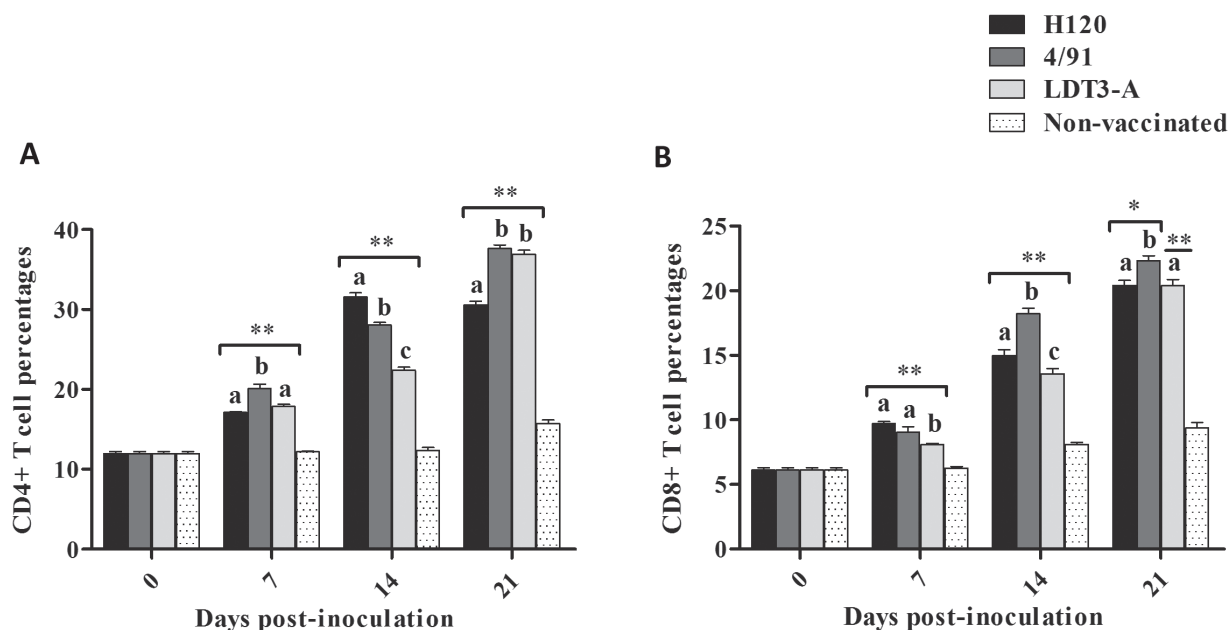 H120
4/91
LDT3-A
Non-vaccinated
A
CD4+ T cell percentages
40
30
20
10
0
**
a b a
**
a
b
c
**
a
b b
0 7 14 21
Days post-inoculation
B
CD8+ T cell percentages
25
20
15
10
5
0
**
a a b
**
a
b
c
*
**
a b a
0 7 14 21
Days post-inoculation